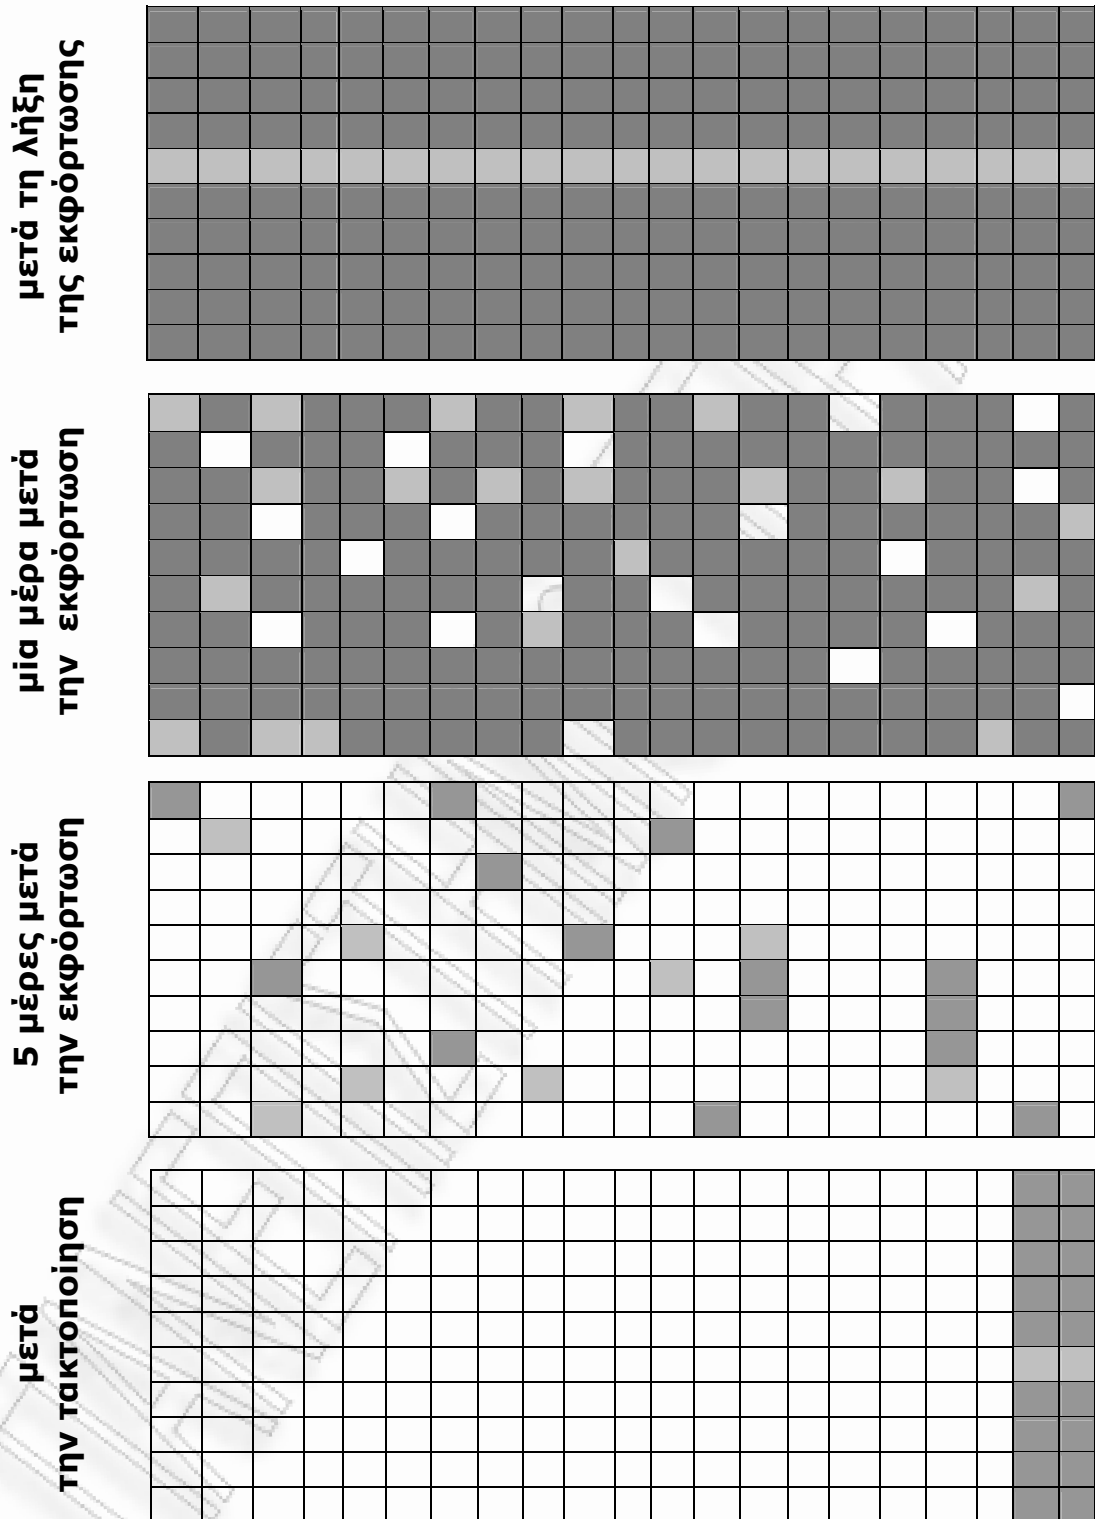 μετά τη λήξη
της εκφόρτωσης
μία μέρα μετά
την εκφόρτωση
5 μέρες μετά
την εκφόρτωση
μετά
την τακτοποίηση